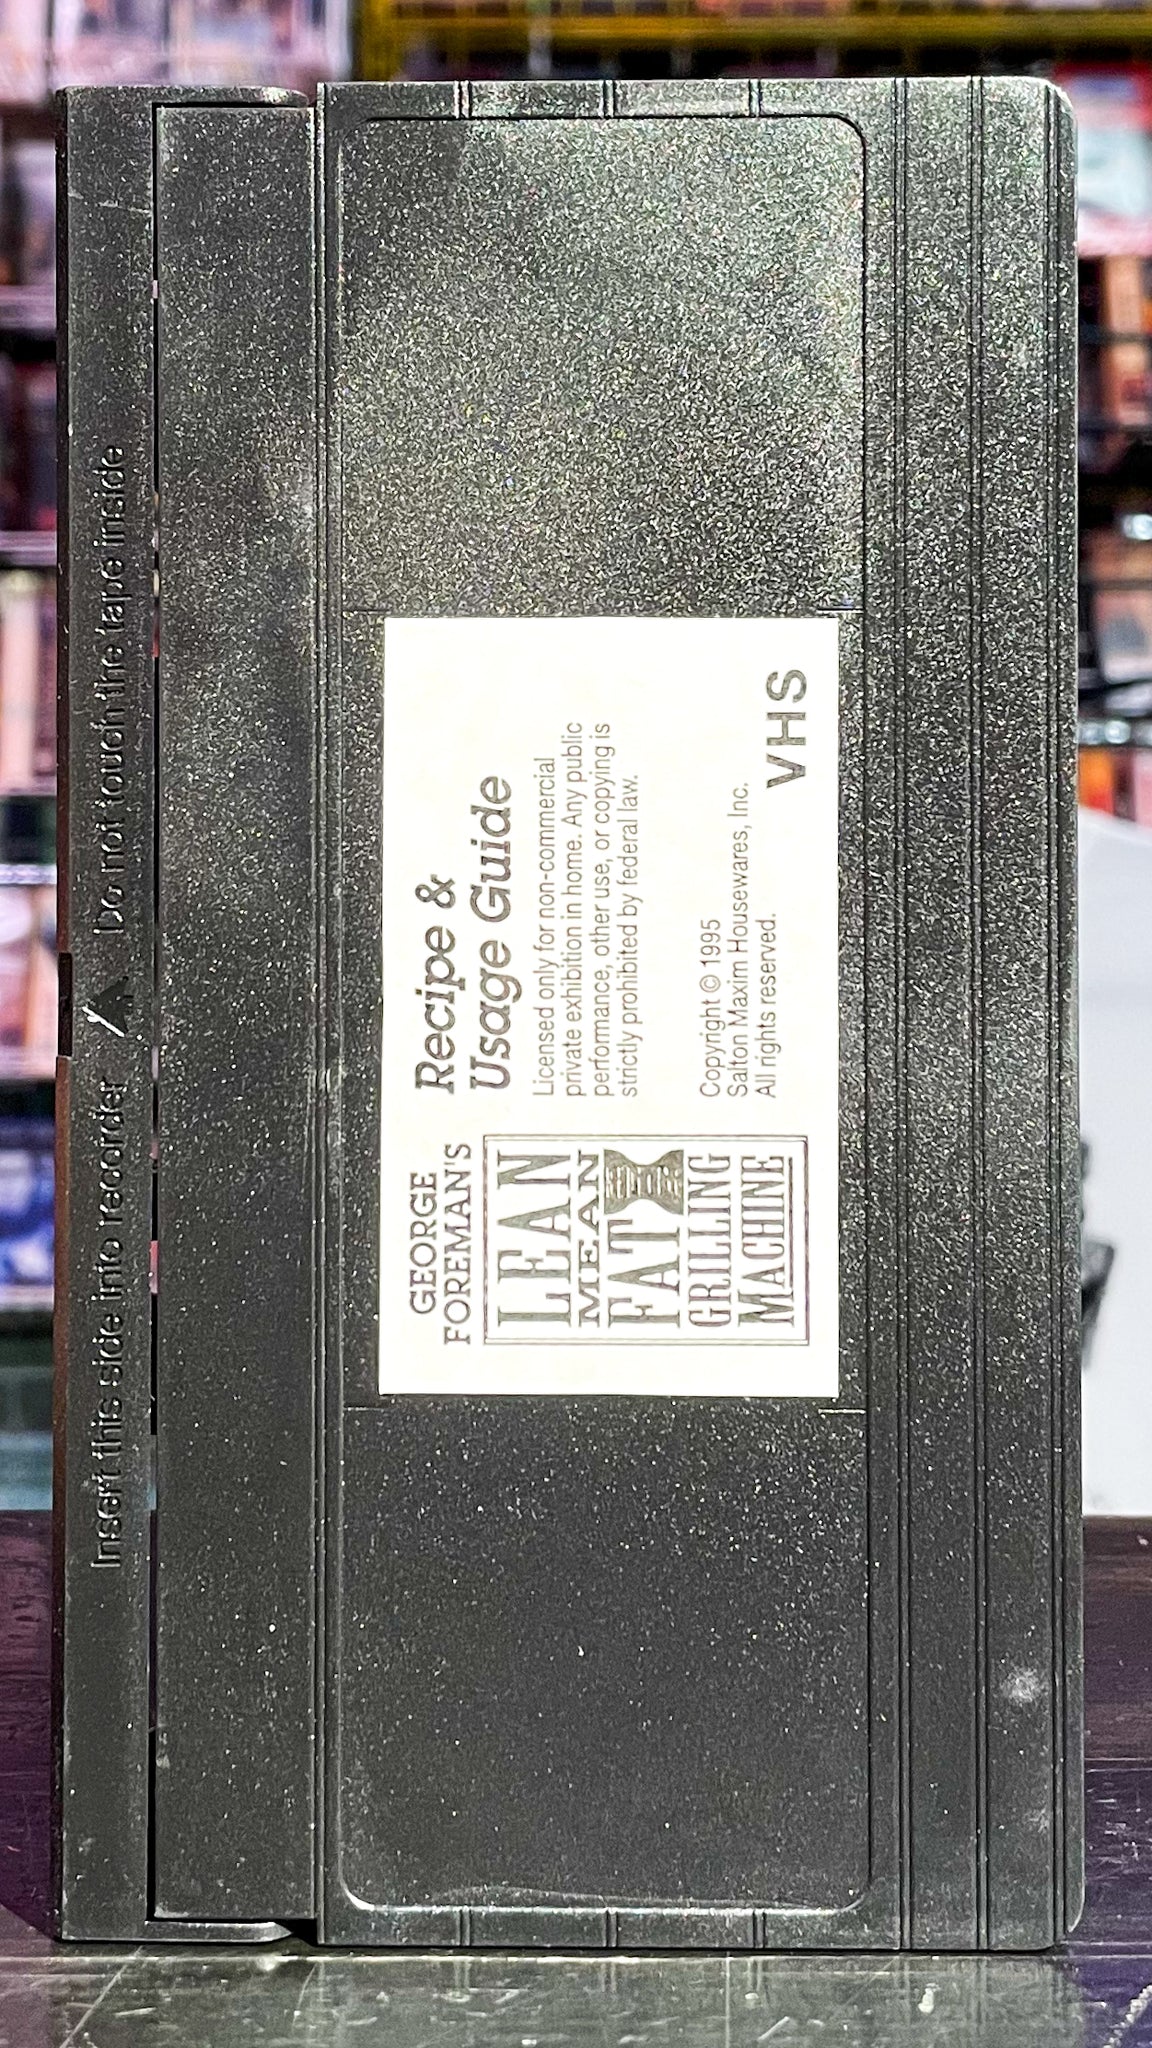 Insert this side into recorder
Do not touch the tape inside
GEORGE
FOREMAN'S
LEAN
MEAN
FAT
GRILLING
MACHINE
Recipe &
Usage Guide
Licensed only for non-commercial
private exhibition in home. Any public
performance, other use, or copying is
strictly prohibited by federal law.
Copyright © 1995
Salton Maxim Housewares, Inc.
All rights reserved.
VHS